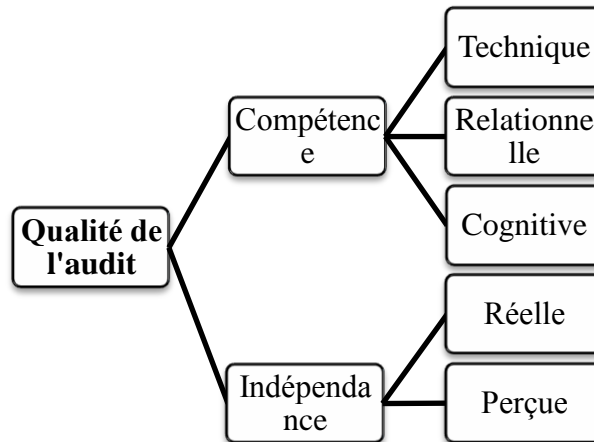 Qualité de
l'audit
Compétenc
e
Technique
Relationne
lle
Cognitive
Indépenda
nce
Réelle
Perçue